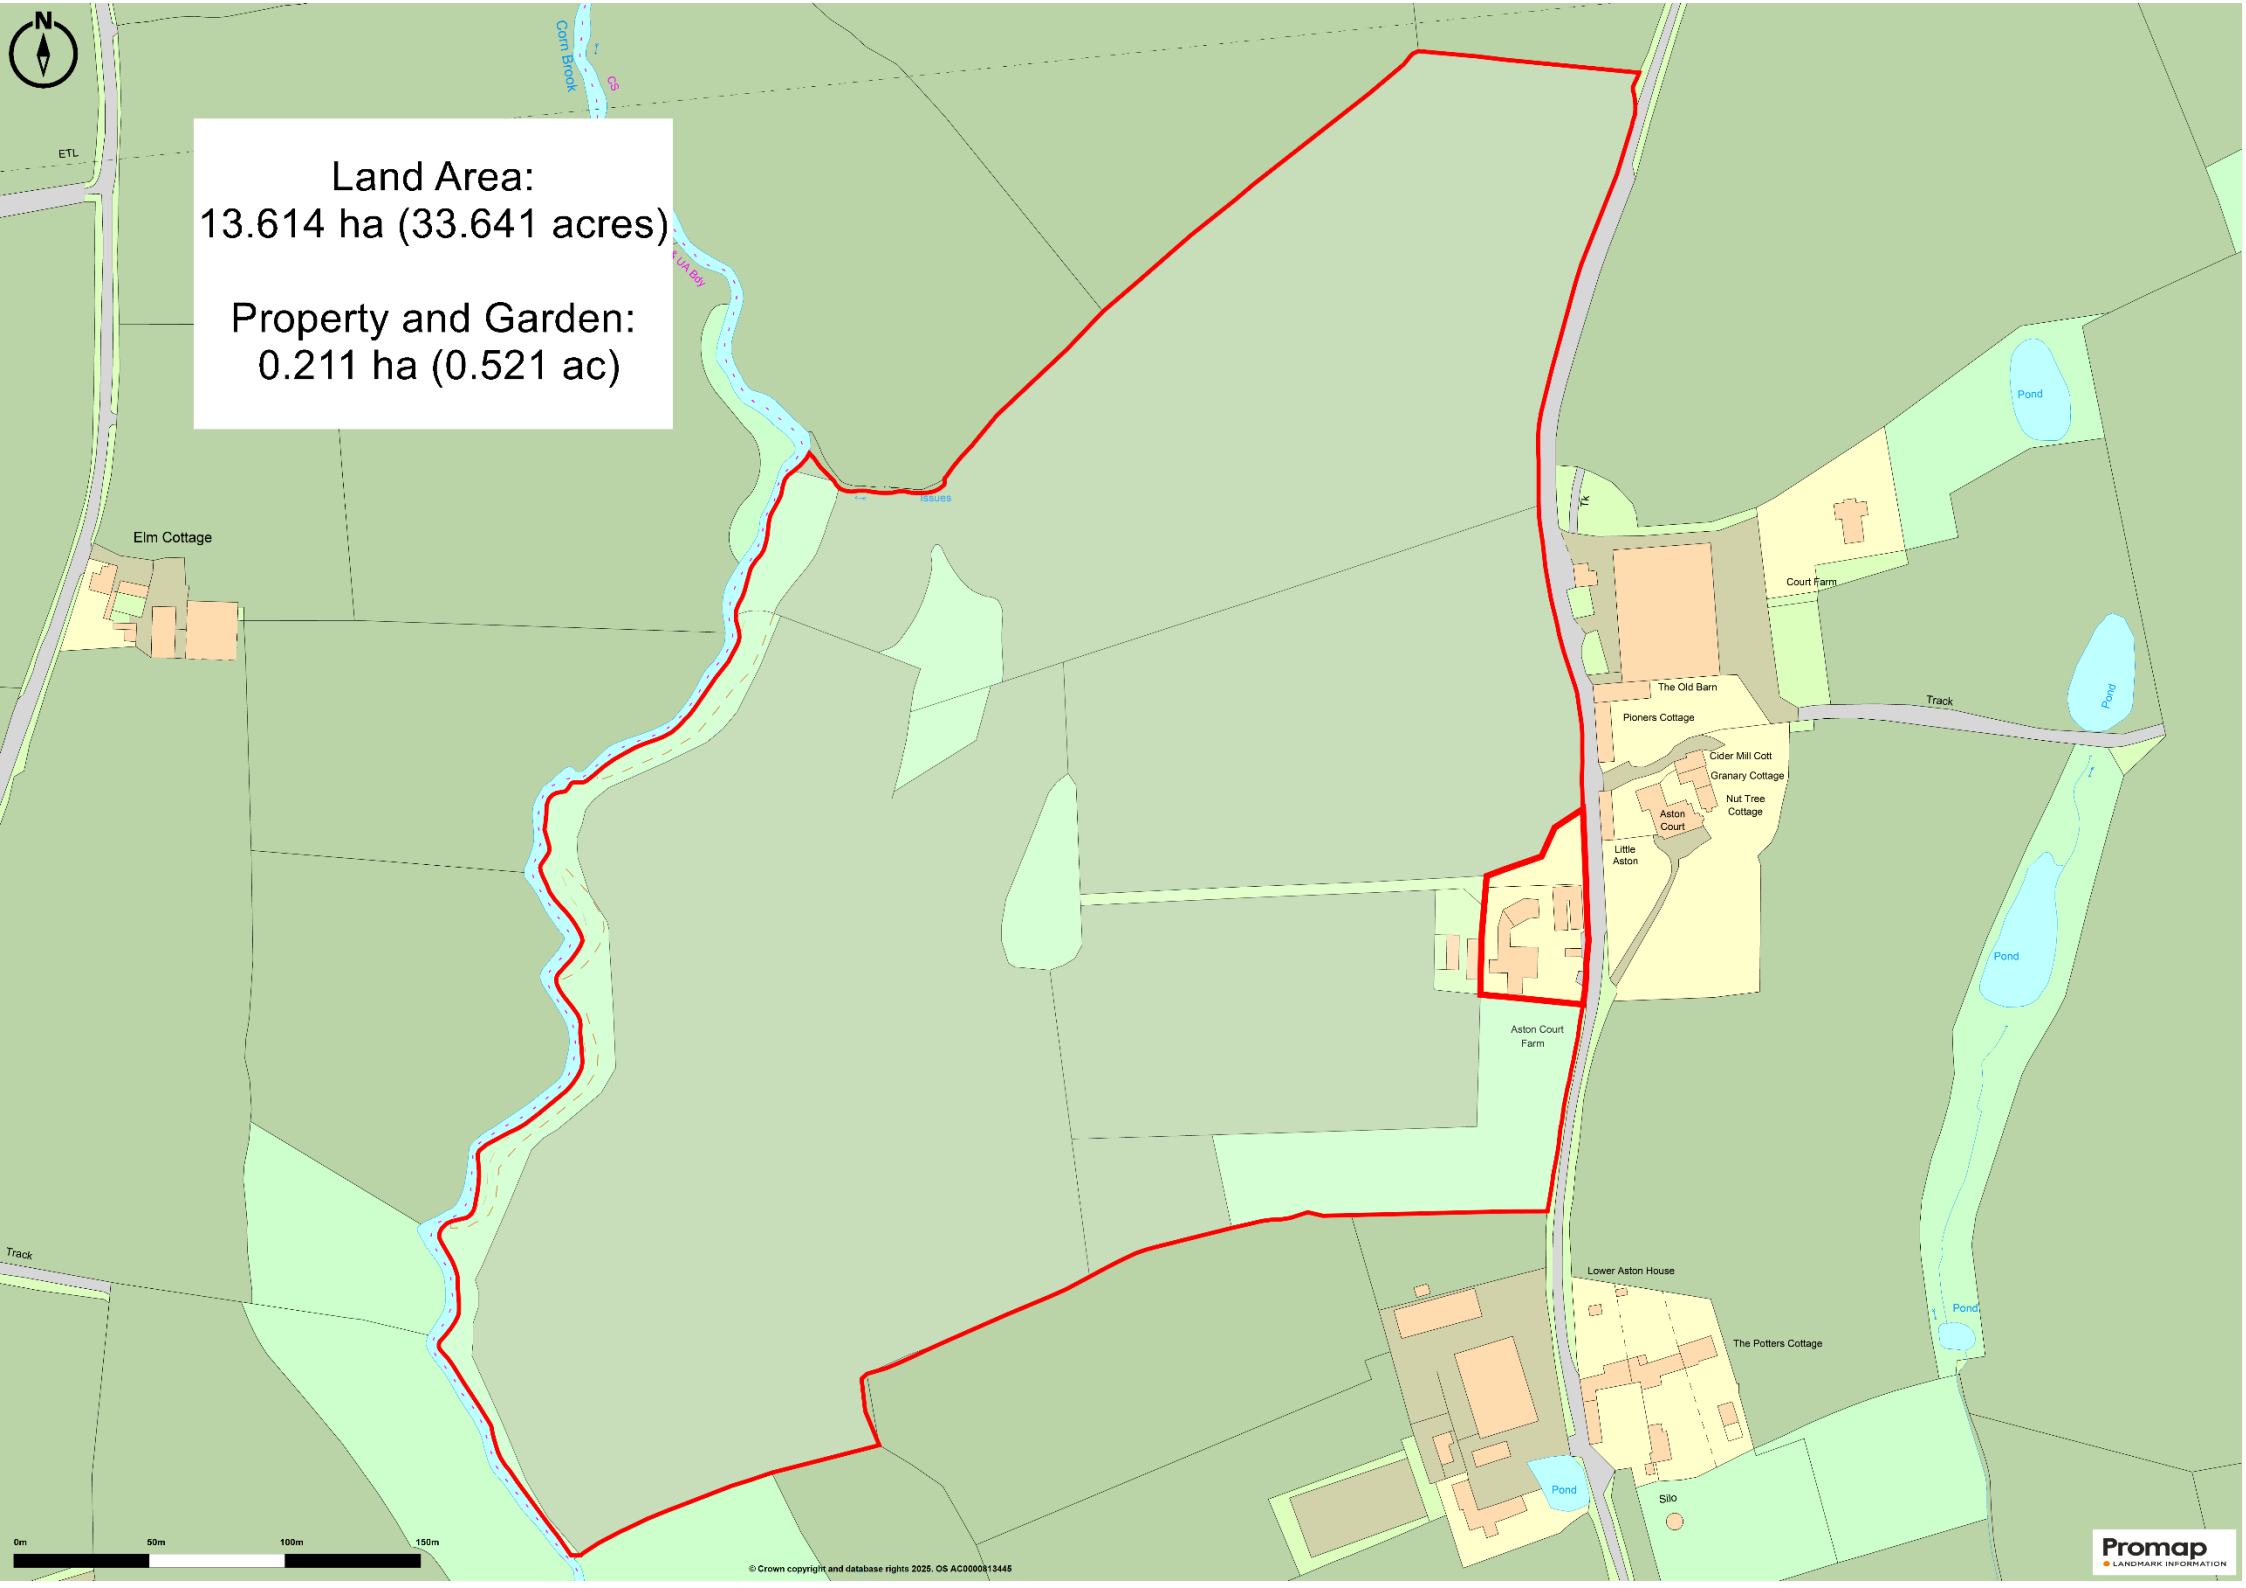 N
Corn Brook
CS
ETL
Land Area:
13.614 ha (33.641 acres)
UA Bdy
Property and Garden:
0.211 ha (0.521 ac)
Pond
Issues
Tk
Elm Cottage
Court Farm
The Old Barn
Pond
Track
Pioners Cottage
Cider Mill Cott
Granary Cottage
Nut Tree
Cottage
Aston
Court
Little
Aston
Pond
Aston Court
Farm
Track
Lower Aston House
Pond
The Potters Cottage
Pond
Silo
0m
50m
100m
150m
© Crown copyright and database rights 2025. OS AC0000813445
Promap
LANDMARK INFORMATION